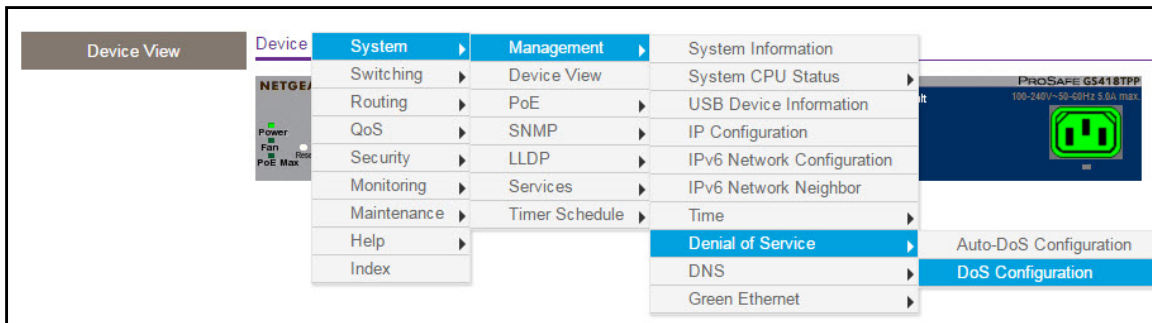 Device View
Device
System
Management
System Information
Switching
Device View
System CPU Status
Routing
PoE
USB Device Information
QoS
SNMP
IP Configuration
Security
LLDP
IPv6 Network Configuration
Monitoring
Services
IPv6 Network Neighbor
Maintenance
Timer Schedule
Time
Help
Denial of Service
Auto-DoS Configuration
Index
DNS
DoS Configuration
Green Ethernet
NETGEA
Power
Fan
PoE Max
Rese
PROSAFE GS418TPP
100-240V~50-60Hz 5.0A max.